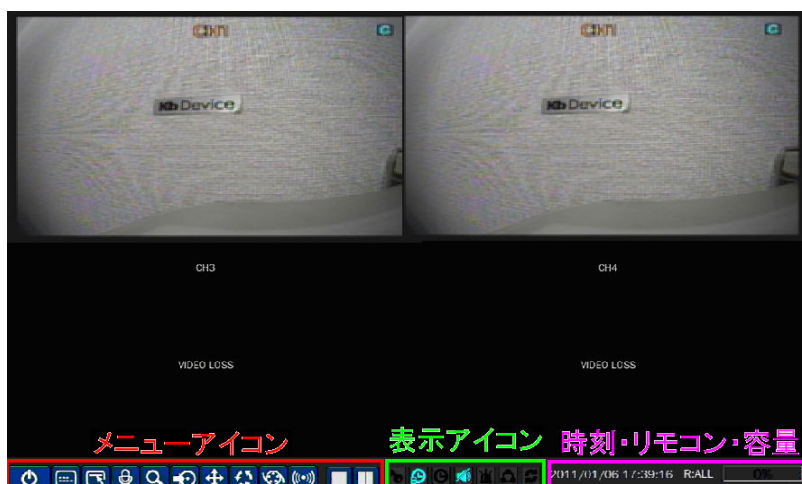 Kb Device
Kb Device
CH3
CH4
VIDEO LOSS
VIDEO LOSS
メニューアイコン
表示アイコン
時刻・リモコン・容量
2011/01/06 17:39:16 R:ALL 0%